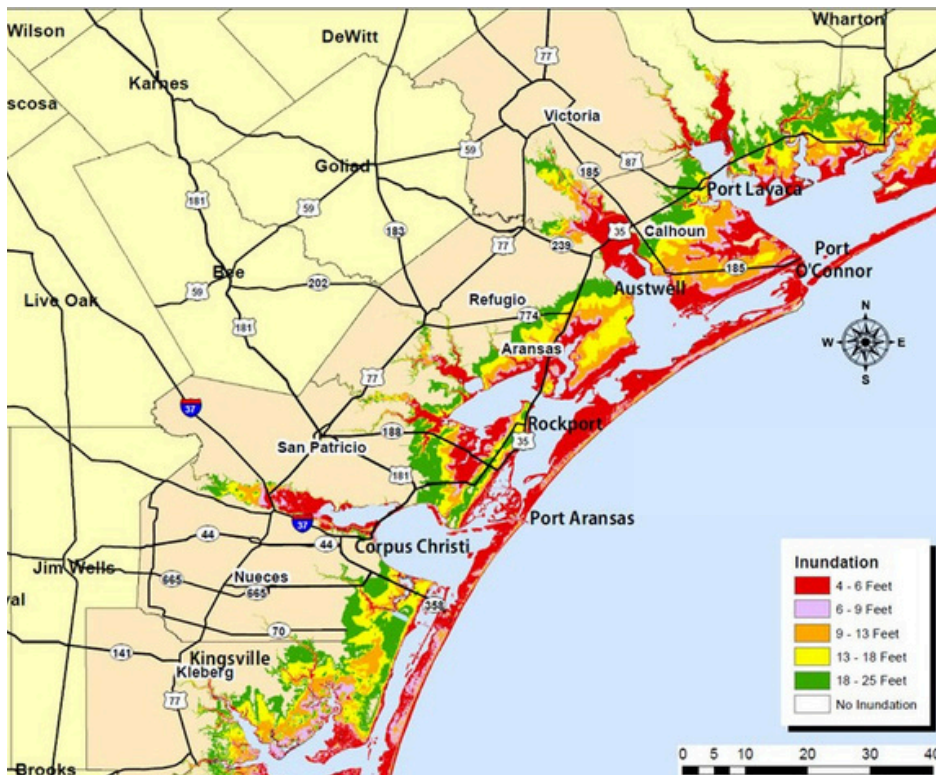 Wilson
DeWitt
Wharton
77
Karnes
scosa
Victoria
59
87
Goliad
185
181
Port Lavaca
59
35
Calhoun
183
77
239
Port
O'Connor
Bee
185
59
202
Austwell
Live Oak
Refugio
774
N
181
Aransas
W
E
77
S
37
Rockport
188
35
San Patricio
181
Port Aransas
37
44
44
Corpus Christi
Inundation
Jim Wells
4 - 6 Feet
665
Nueces
665
6 - 9 Feet
val
358
9 - 13 Feet
70
13 - 18 Feet
141
Kingsville
Kleberg
18 - 25 Feet
77
No Inundation
Brooks
0 10 20 30 40